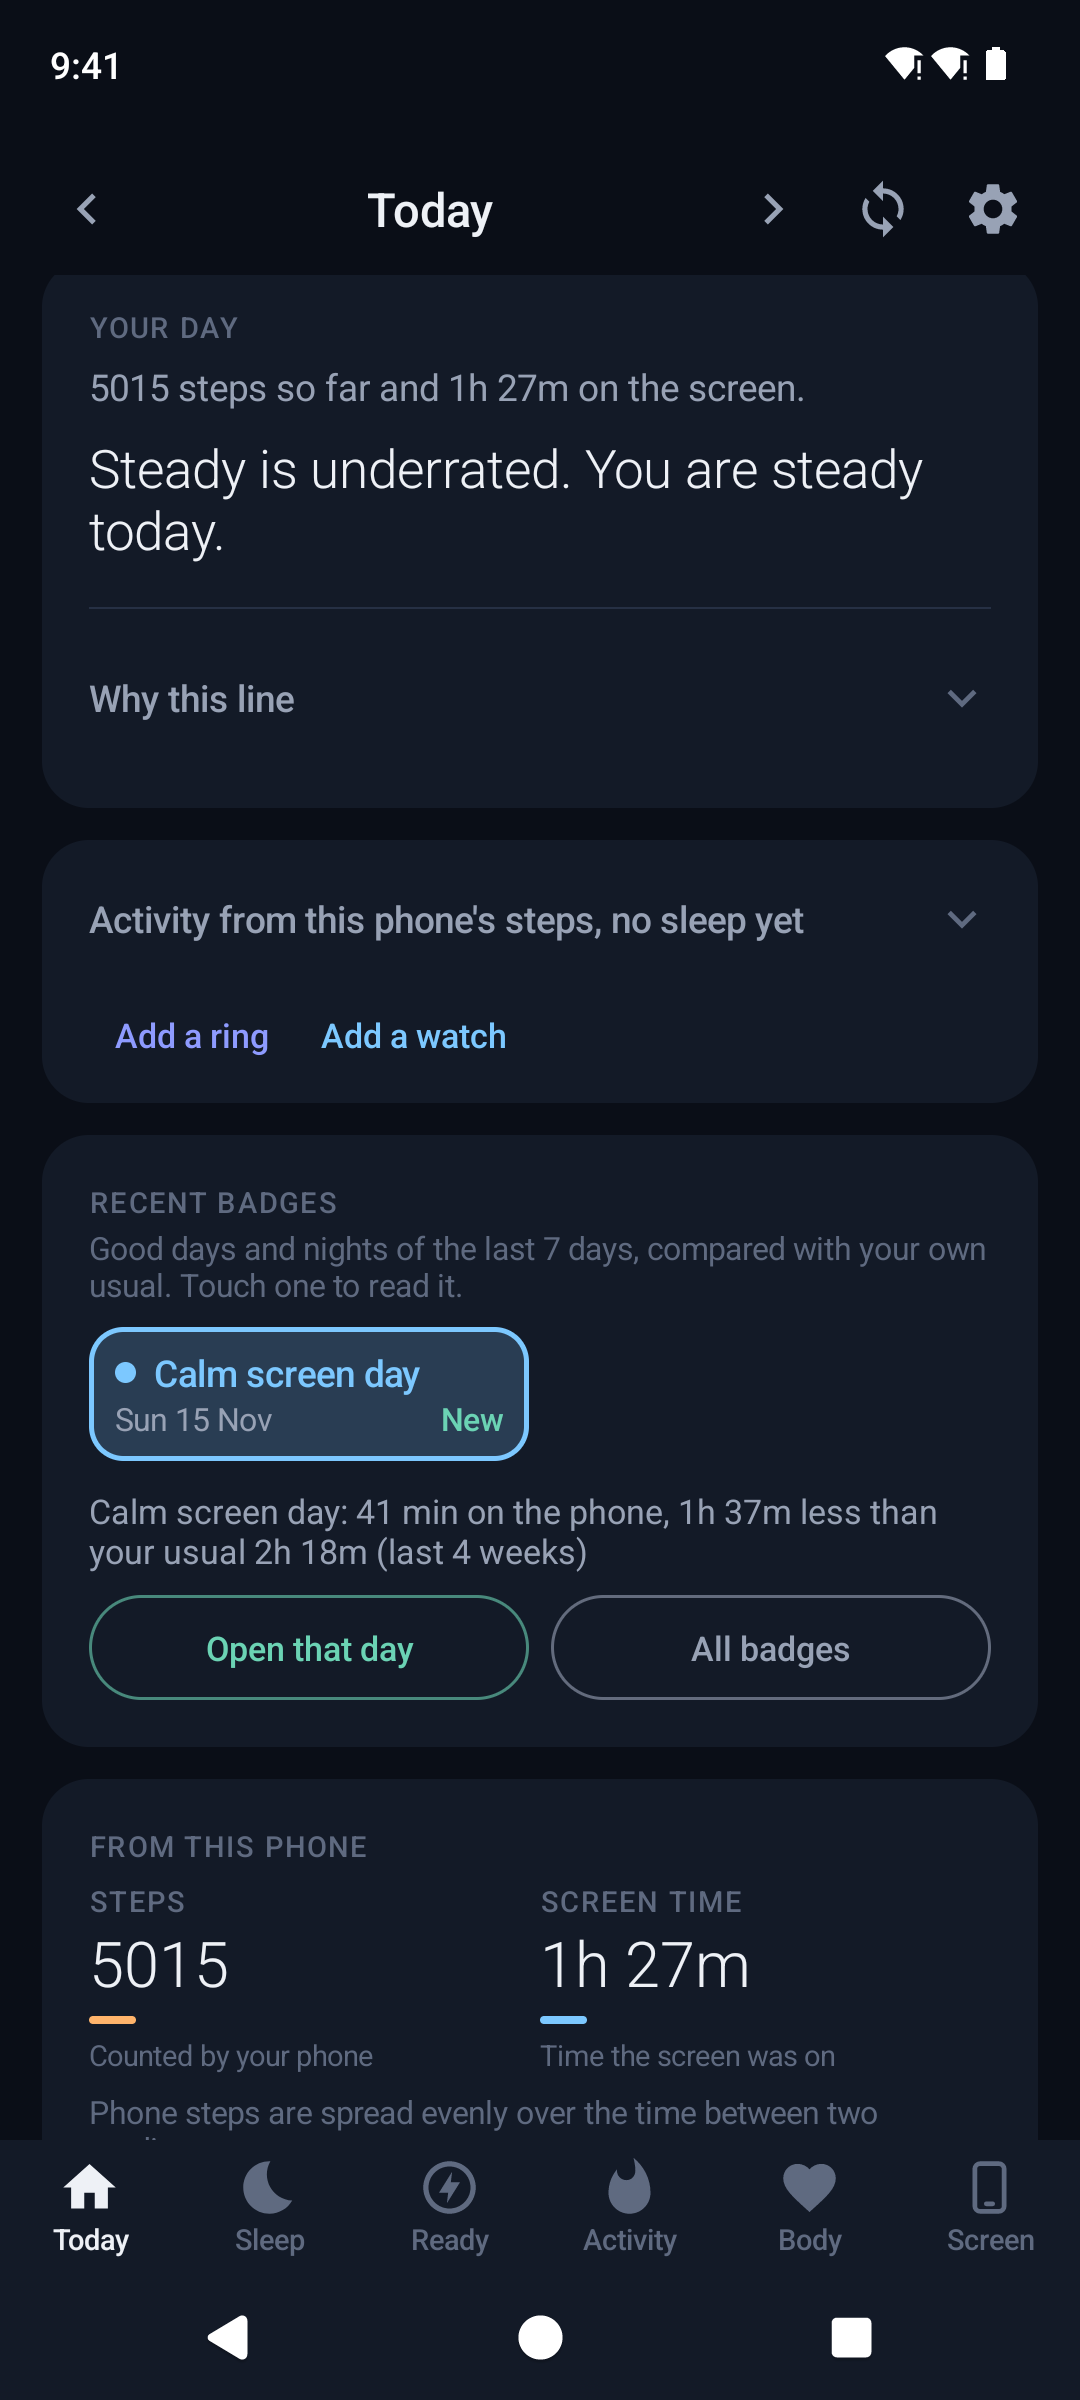 9:41
Today
YOUR DAY
5015 steps so far and 1h 27m on the screen.
Steady is underrated. You are steady
today.
Why this line
Activity from this phone's steps, no sleep yet
Add a ring
Add a watch
RECENT BADGES
Good days and nights of the last 7 days, compared with your own
usual. Touch one to read it.
Calm screen day
Sun 15 Nov
New
Calm screen day: 41 min on the phone, 1h 37m less than
your usual 2h 18m (last 4 weeks)
Open that day
All badges
FROM THIS PHONE
STEPS
SCREEN TIME
5015
1h 27m
Counted by your phone
Time the screen was on
Phone steps are spread evenly over the time between two
Today
Sleep
Ready
Activity
Body
Screen